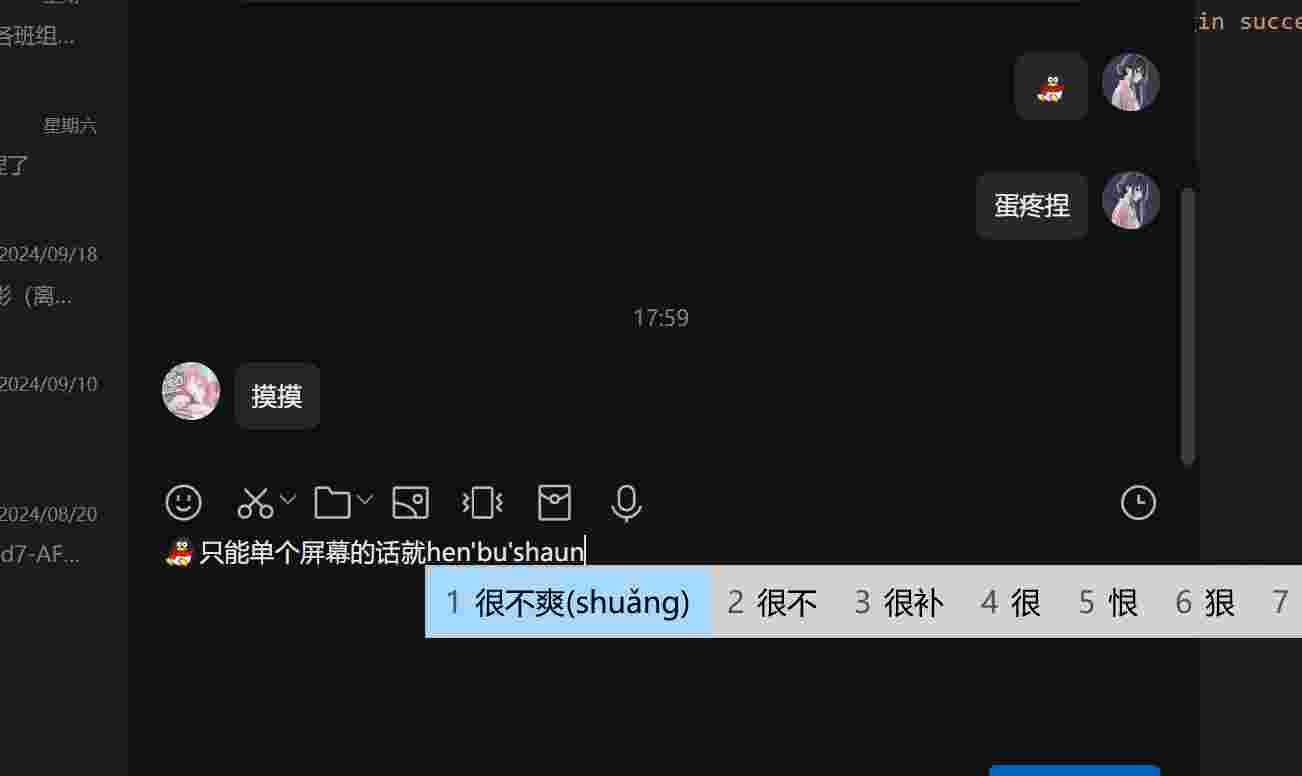 各班组...
in succe
星期六
捏了
蛋疼捏
2024/09/18
影（离...
17:59
2024/09/10
摸摸
2024/08/20
d7-AF...
只能单个屏幕的话就hen'bu'shaun
1 很不爽(shuǎng) 2 很不 3 很补 4 很 5 恨 6 狠 7